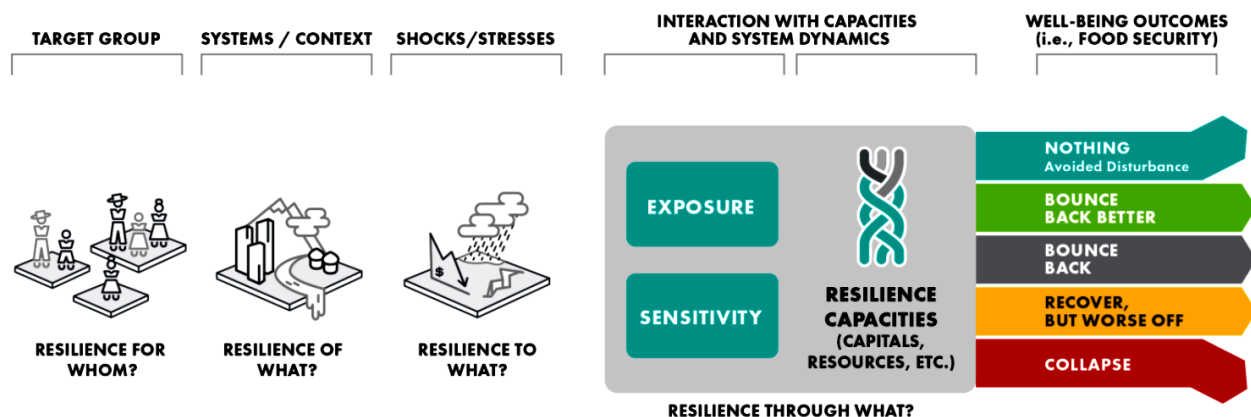 TARGET GROUP
SYSTEMS / CONTEXT
SHOCKS/STRESSES
INTERACTION WITH CAPACITIES
AND SYSTEM DYNAMICS
WELL-BEING OUTCOMES
(i.e., FOOD SECURITY)
$
RESILIENCE FOR
WHOM?
RESILIENCE OF
WHAT?
RESILIENCE TO
WHAT?
EXPOSURE
SENSITIVITY
RESILIENCE
CAPACITIES
(CAPITALS,
RESOURCES, ETC.)
RESILIENCE THROUGH WHAT?
NOTHING
Avoided Disturbance
BOUNCE
BACK BETTER
BOUNCE
BACK
RECOVER,
BUT WORSE OFF
COLLAPSE